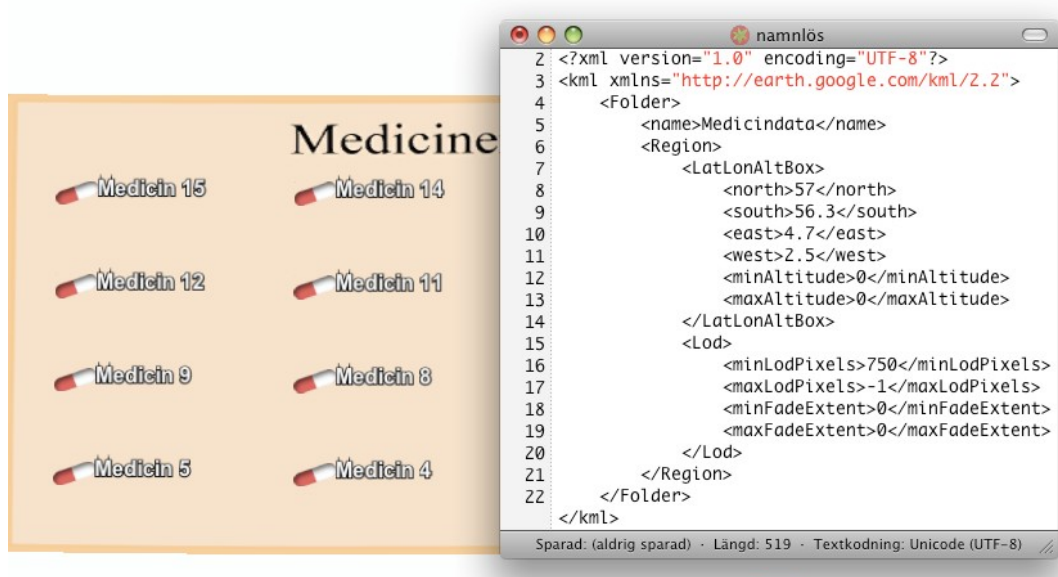 Medicine
Medicin 15
Medicin 14
Medicin 12
Medicin 11
Medicin 9
Medicin 8
Medicin 5
Medicin 4
namnlös
2 <?xml version="1.0" encoding="UTF-8"?>
3 <kml xmlns="http://earth.google.com/kml/2.2">
4 <Folder>
5 <name>Medicindata</name>
6 <Region>
7 <LatLonAltBox>
8 <north>57</north>
9 <south>56.3</south>
10 <east>4.7</east>
11 <west>2.5</west>
12 <minAltitude>0</minAltitude>
13 <maxAltitude>0</maxAltitude>
14 </LatLonAltBox>
15 <Lod>
16 <minLodPixels>750</minLodPixels>
17 <maxLodPixels>-1</maxLodPixels>
18 <minFadeExtent>0</minFadeExtent>
19 <maxFadeExtent>0</maxFadeExtent>
20 </Lod>
21 </Region>
22 </Folder>
</kml>
Sparad: (aldrig sparad) · Längd: 519 · Textkodning: Unicode (UTF-8)